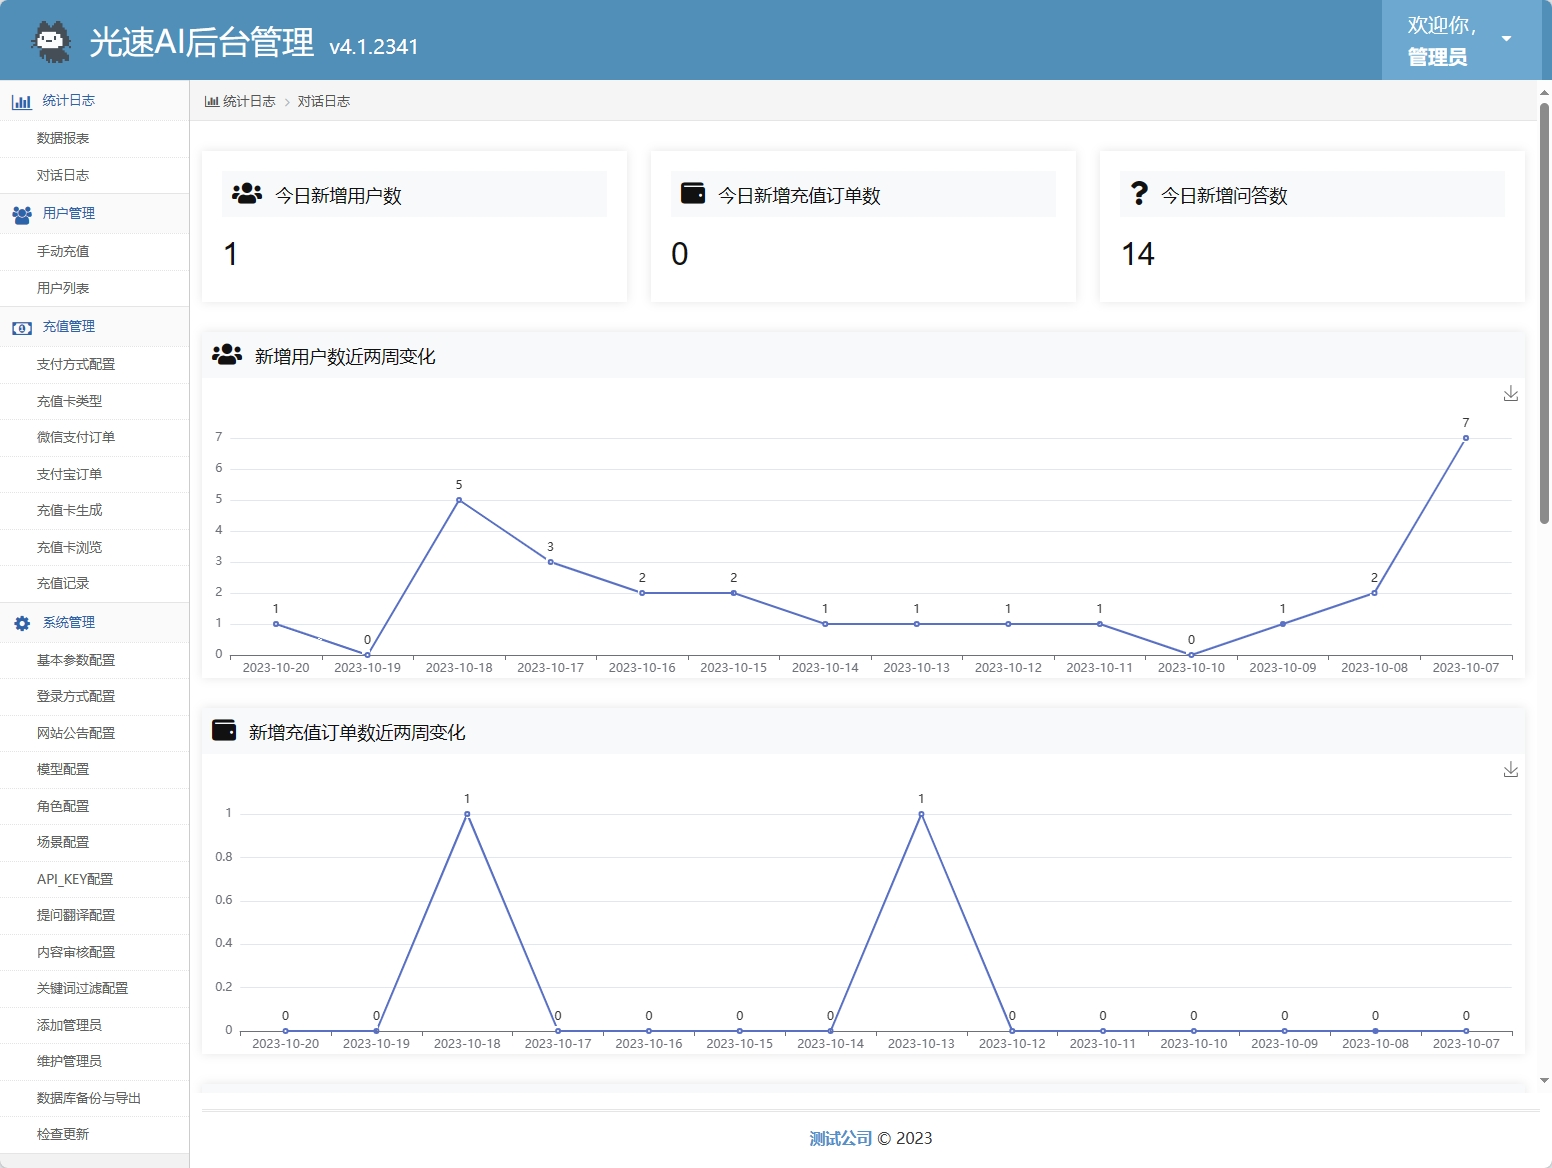 光速AI后台管理 v4.1.2341
欢迎你,
管理员
统计日志
数据报表
对话日志
用户管理
手动充值
用户列表
充值管理
支付方式配置
充值卡类型
微信支付订单
支付宝订单
充值卡生成
充值卡浏览
充值记录
系统管理
基本参数配置
登录方式配置
网站公告配置
模型配置
角色配置
场景配置
API_KEY配置
提问翻译配置
内容审核配置
关键词过滤配置
添加管理员
维护管理员
数据库备份与导出
检查更新
统计日志 > 对话日志
今日新增用户数
1
今日新增充值订单数
0
今日新增问答数
14
新增用户数近两周变化
7
6
5
4
3
2
1
0
1 0 5 3 2 2 1 1 1 1 0 1 2 7
2023-10-20 2023-10-19 2023-10-18 2023-10-17 2023-10-16 2023-10-15 2023-10-14 2023-10-13 2023-10-12 2023-10-11 2023-10-10 2023-10-09 2023-10-08 2023-10-07
新增充值订单数近两周变化
1
0.8
0.6
0.4
0.2
0
0 0 1 0 0 0 0 1 0 0 0 0 0 0
2023-10-20 2023-10-19 2023-10-18 2023-10-17 2023-10-16 2023-10-15 2023-10-14 2023-10-13 2023-10-12 2023-10-11 2023-10-10 2023-10-09 2023-10-08 2023-10-07
测试公司 © 2023